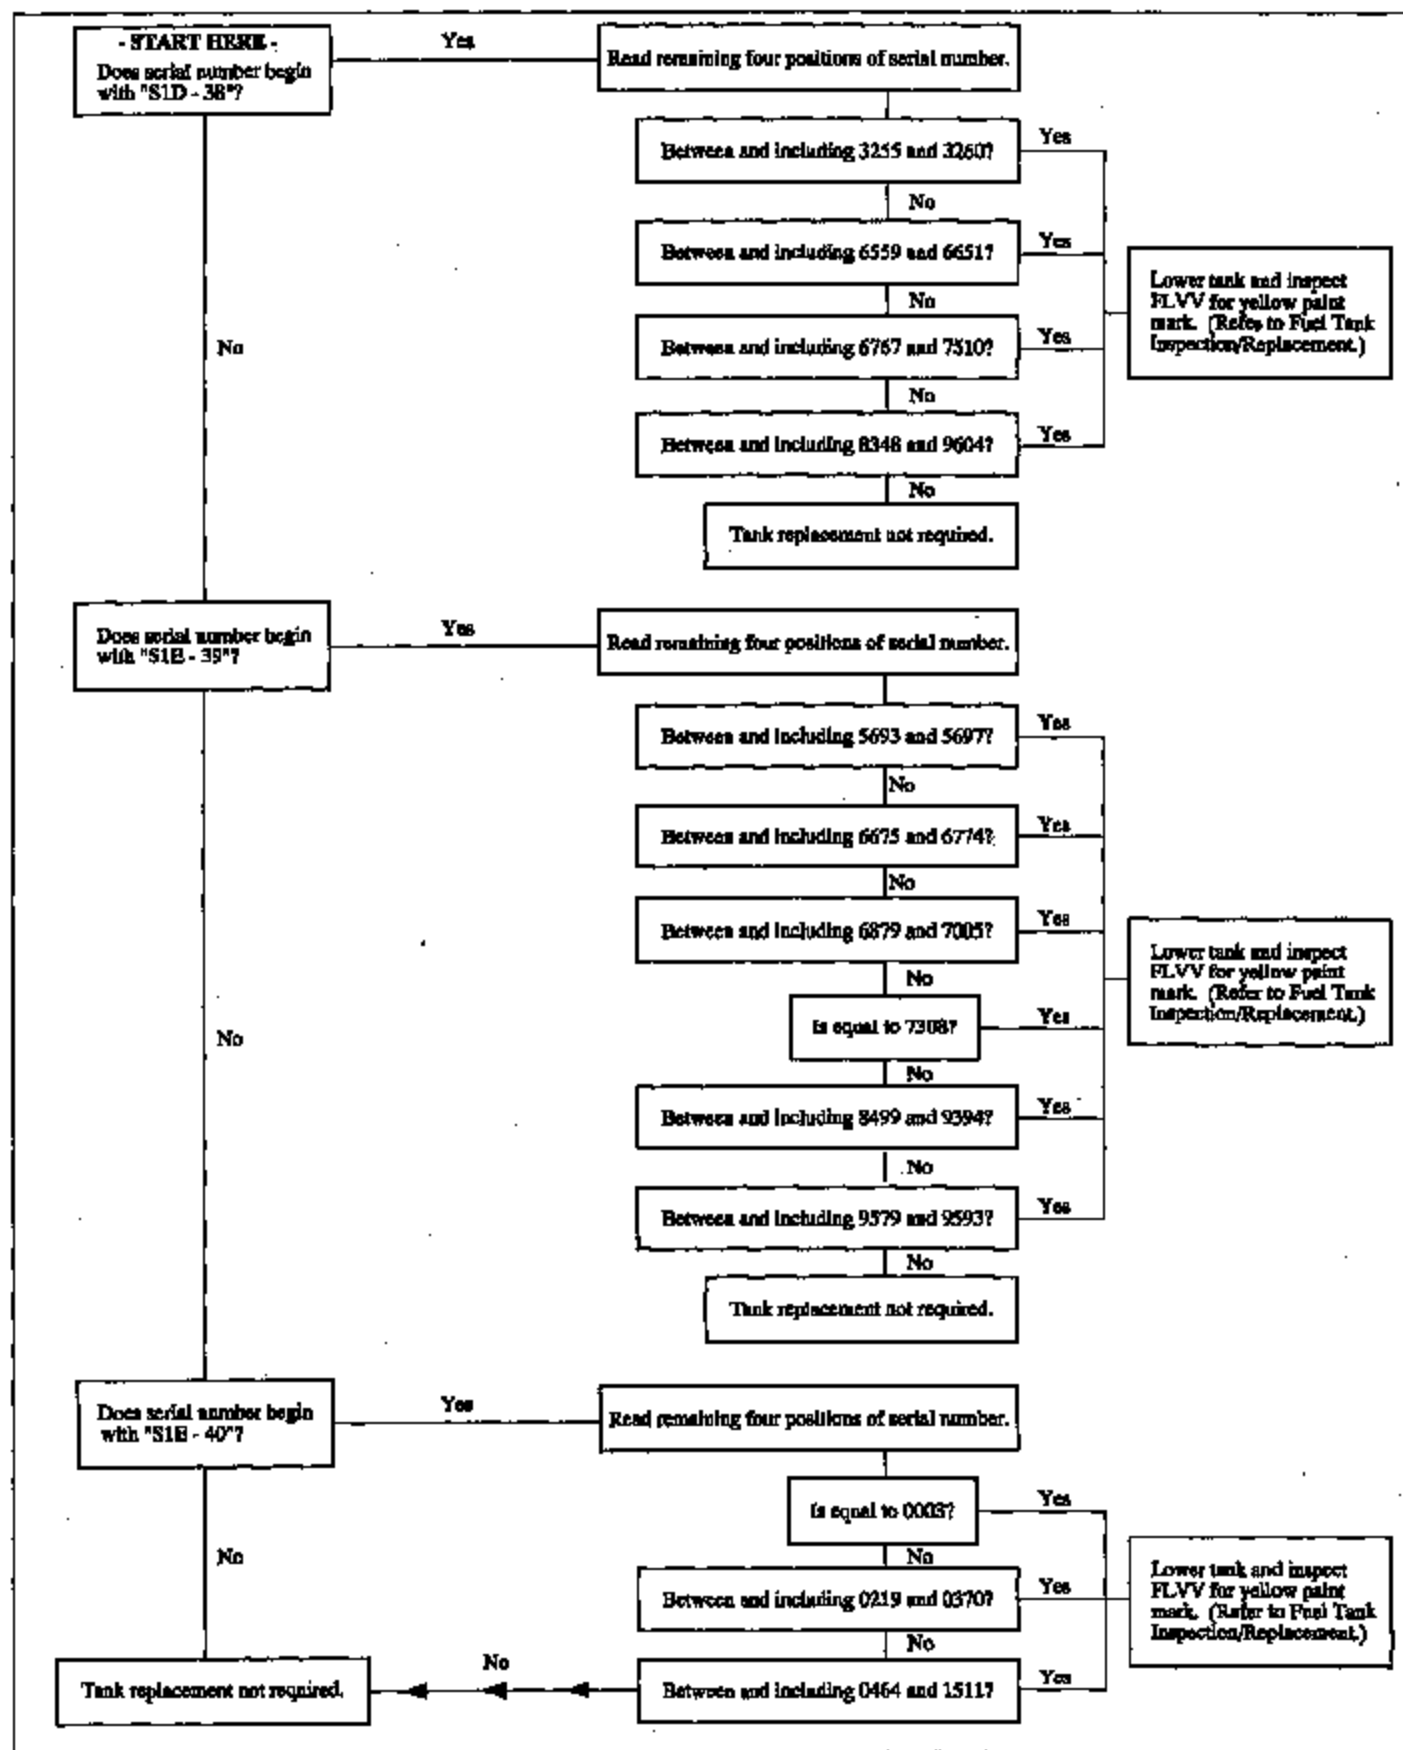 - START HERE -
Does serial number begin
with "S1D - 38"?
Yes
Read remaining four positions of serial number.
Between and including 3255 and 3260?
Yes
No
Between and including 6559 and 6651?
Yes
No
Between and including 6767 and 7510?
Yes
No
Between and including 8348 and 9604?
Yes
No
Tank replacement not required.
Lower tank and inspect
FLVV for yellow paint
mark. (Refes to Fuel Tank
Inspection/Replacement.)
No
Does serial number begin
with "S1E - 39"?
Yes
Read remaining four positions of serial number.
Between and including 5693 and 5697?
Yes
No
Between and including 6675 and 6774?
Yes
No
Between and including 6879 and 7005?
Yes
No
Is equal to 7308?
Yes
No
Between and including 8499 and 9394?
Yes
No
Between and including 9579 and 9593?
Yes
No
Tank replacement not required.
Lower tank and inspect
FLVV for yellow paint
mark. (Refer to Fuel Tank
Inspection/Replacement.)
No
Does serial number begin
with "S1E - 40"?
Yes
Read remaining four positions of serial number.
Is equal to 0003?
Yes
No
Between and including 0219 and 0370?
Yes
No
Between and including 0464 and 1511?
Yes
Lower tank and inspect
FLVV for yellow paint
mark. (Refer to Fuel Tank
Inspection/Replacement.)
No
No
Tank replacement not required.